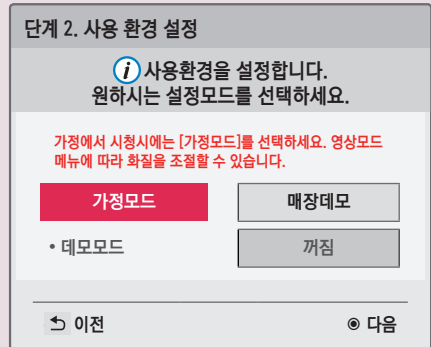 단계 2. 사용 환경 설정
i 사용환경을 설정합니다.
원하시는 설정모드를 선택하세요.
가정에서 시청시에는 [가정모드]를 선택하세요. 영상모드
메뉴에 따라 화질을 조절할 수 있습니다.
가정모드 매장데모
• 데모모드 꺼짐
이전 ◉ 다음